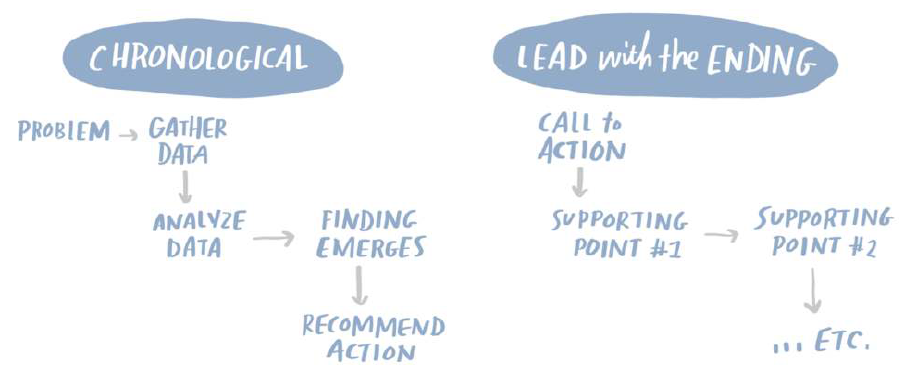 CHRONOLOGICAL
PROBLEM → GATHER
DATA
ANALYZE
DATA → FINDING
EMERGES
RECOMMEND
ACTION
LEAD with the ENDING
CALL to
ACTION
SUPPORTING
POINT #1 → SUPPORTING
POINT #2
... ETC.